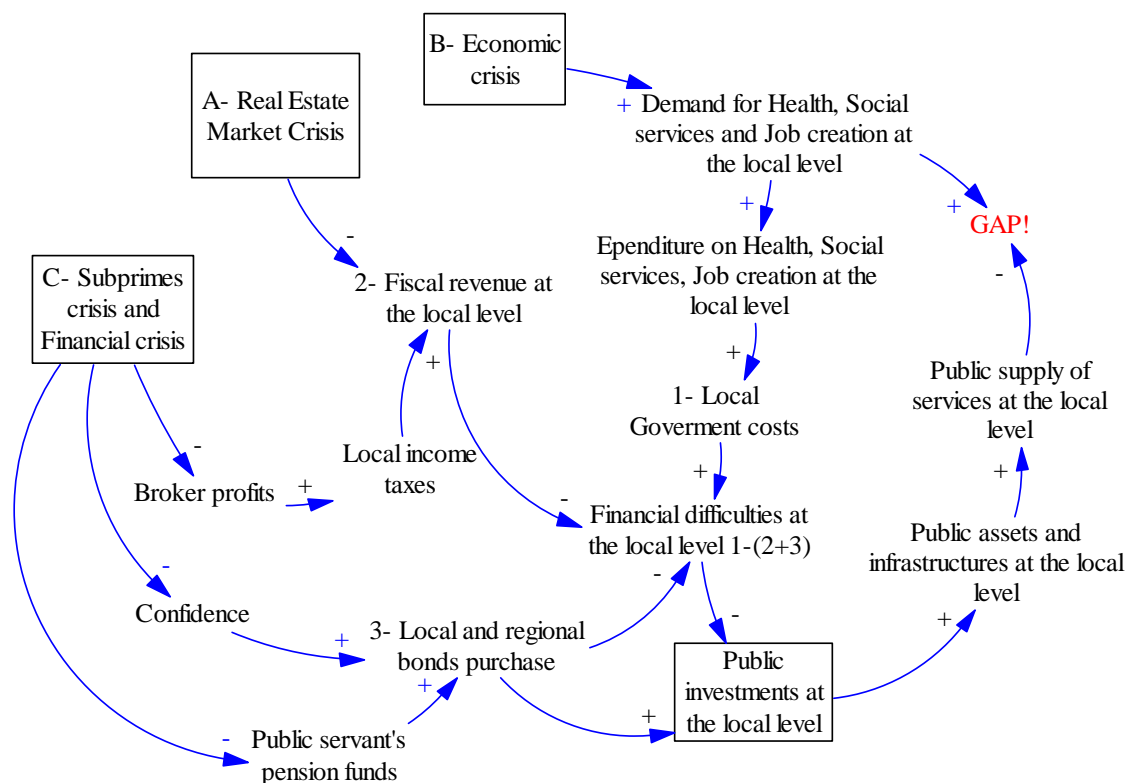 B- Economic
crisis
A- Real Estate
Market Crisis
+
Demand for Health, Social
services and Job creation at
the local level
+
+
GAP!
-
Ependiture on Health, Social
services, Job creation at the
local level
-
C- Subprimes
crisis and
Financial crisis
2- Fiscal revenue at
the local level
+
+
Public supply of
services at the local
level
1- Local
Goverment costs
-
Local income
taxes
Broker profits
+
+
+
-
Financial difficulties at
the local level 1-(2+3)
Public assets and
infrastructures at the local
level
-
-
Confidence
+
3- Local and regional
bonds purchase
-
+
+
Public
investments at
the local level
+
-
Public servant's
pension funds